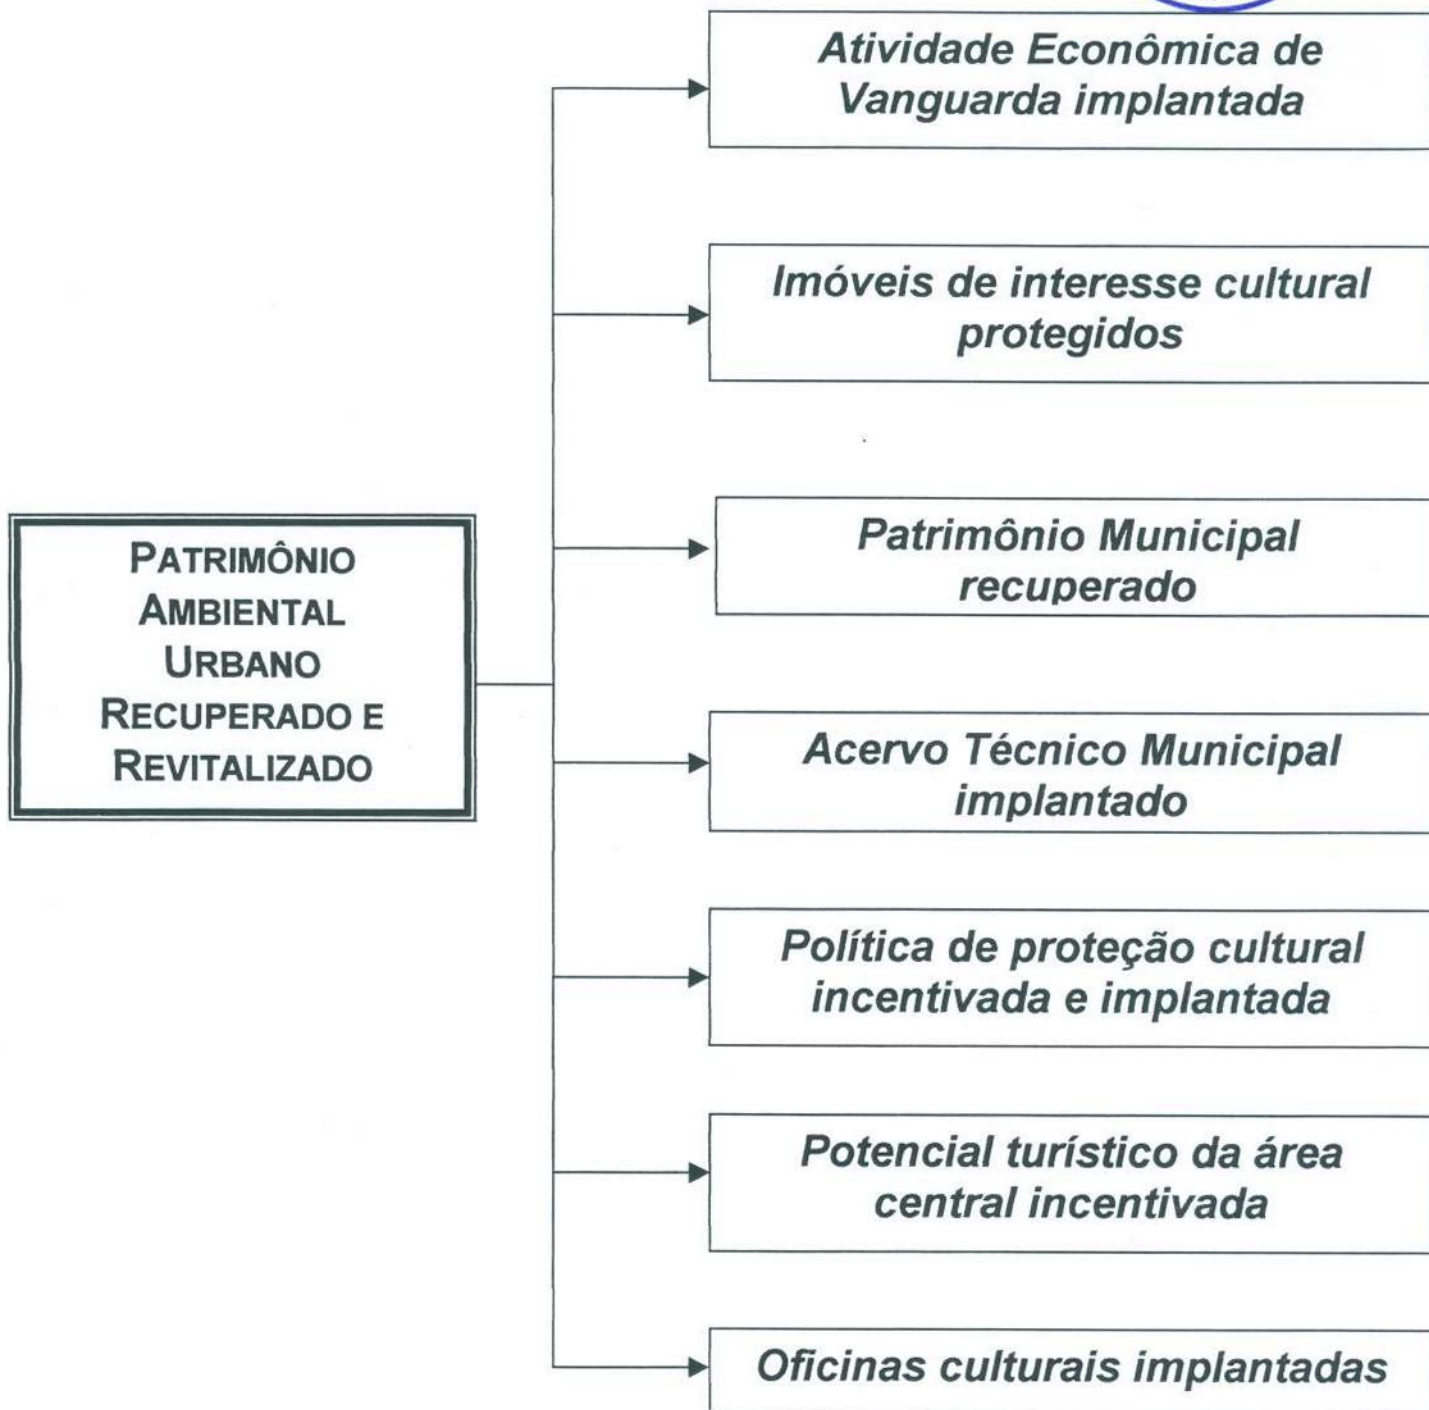 Atividade Econômica de
Vanguarda implantada
Imóveis de interesse cultural
protegidos
Patrimônio Municipal
recuperado
PATRIMÔNIO
AMBIENTAL
URBANO
RECUPERADO E
REVITALIZADO
Acervo Técnico Municipal
implantado
Política de proteção cultural
incentivada e implantada
Potencial turístico da área
central incentivada
Oficinas culturais implantadas